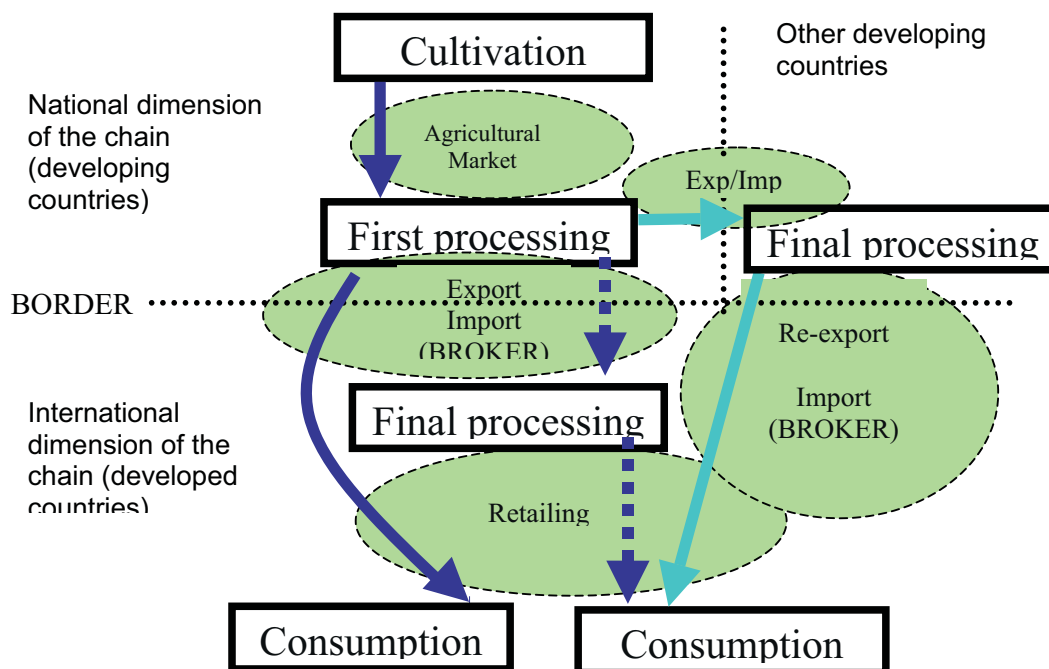 Cultivation
Other developing
countries
National dimension
of the chain
(developing
countries)
Agricultural
Market
Exp/Imp
First processing
Final processing
BORDER
Export
Import
(BROKER)
Re-export
Import
(BROKER)
International
dimension of the
chain (developed
countries)
Final processing
Retailing
Consumption
Consumption